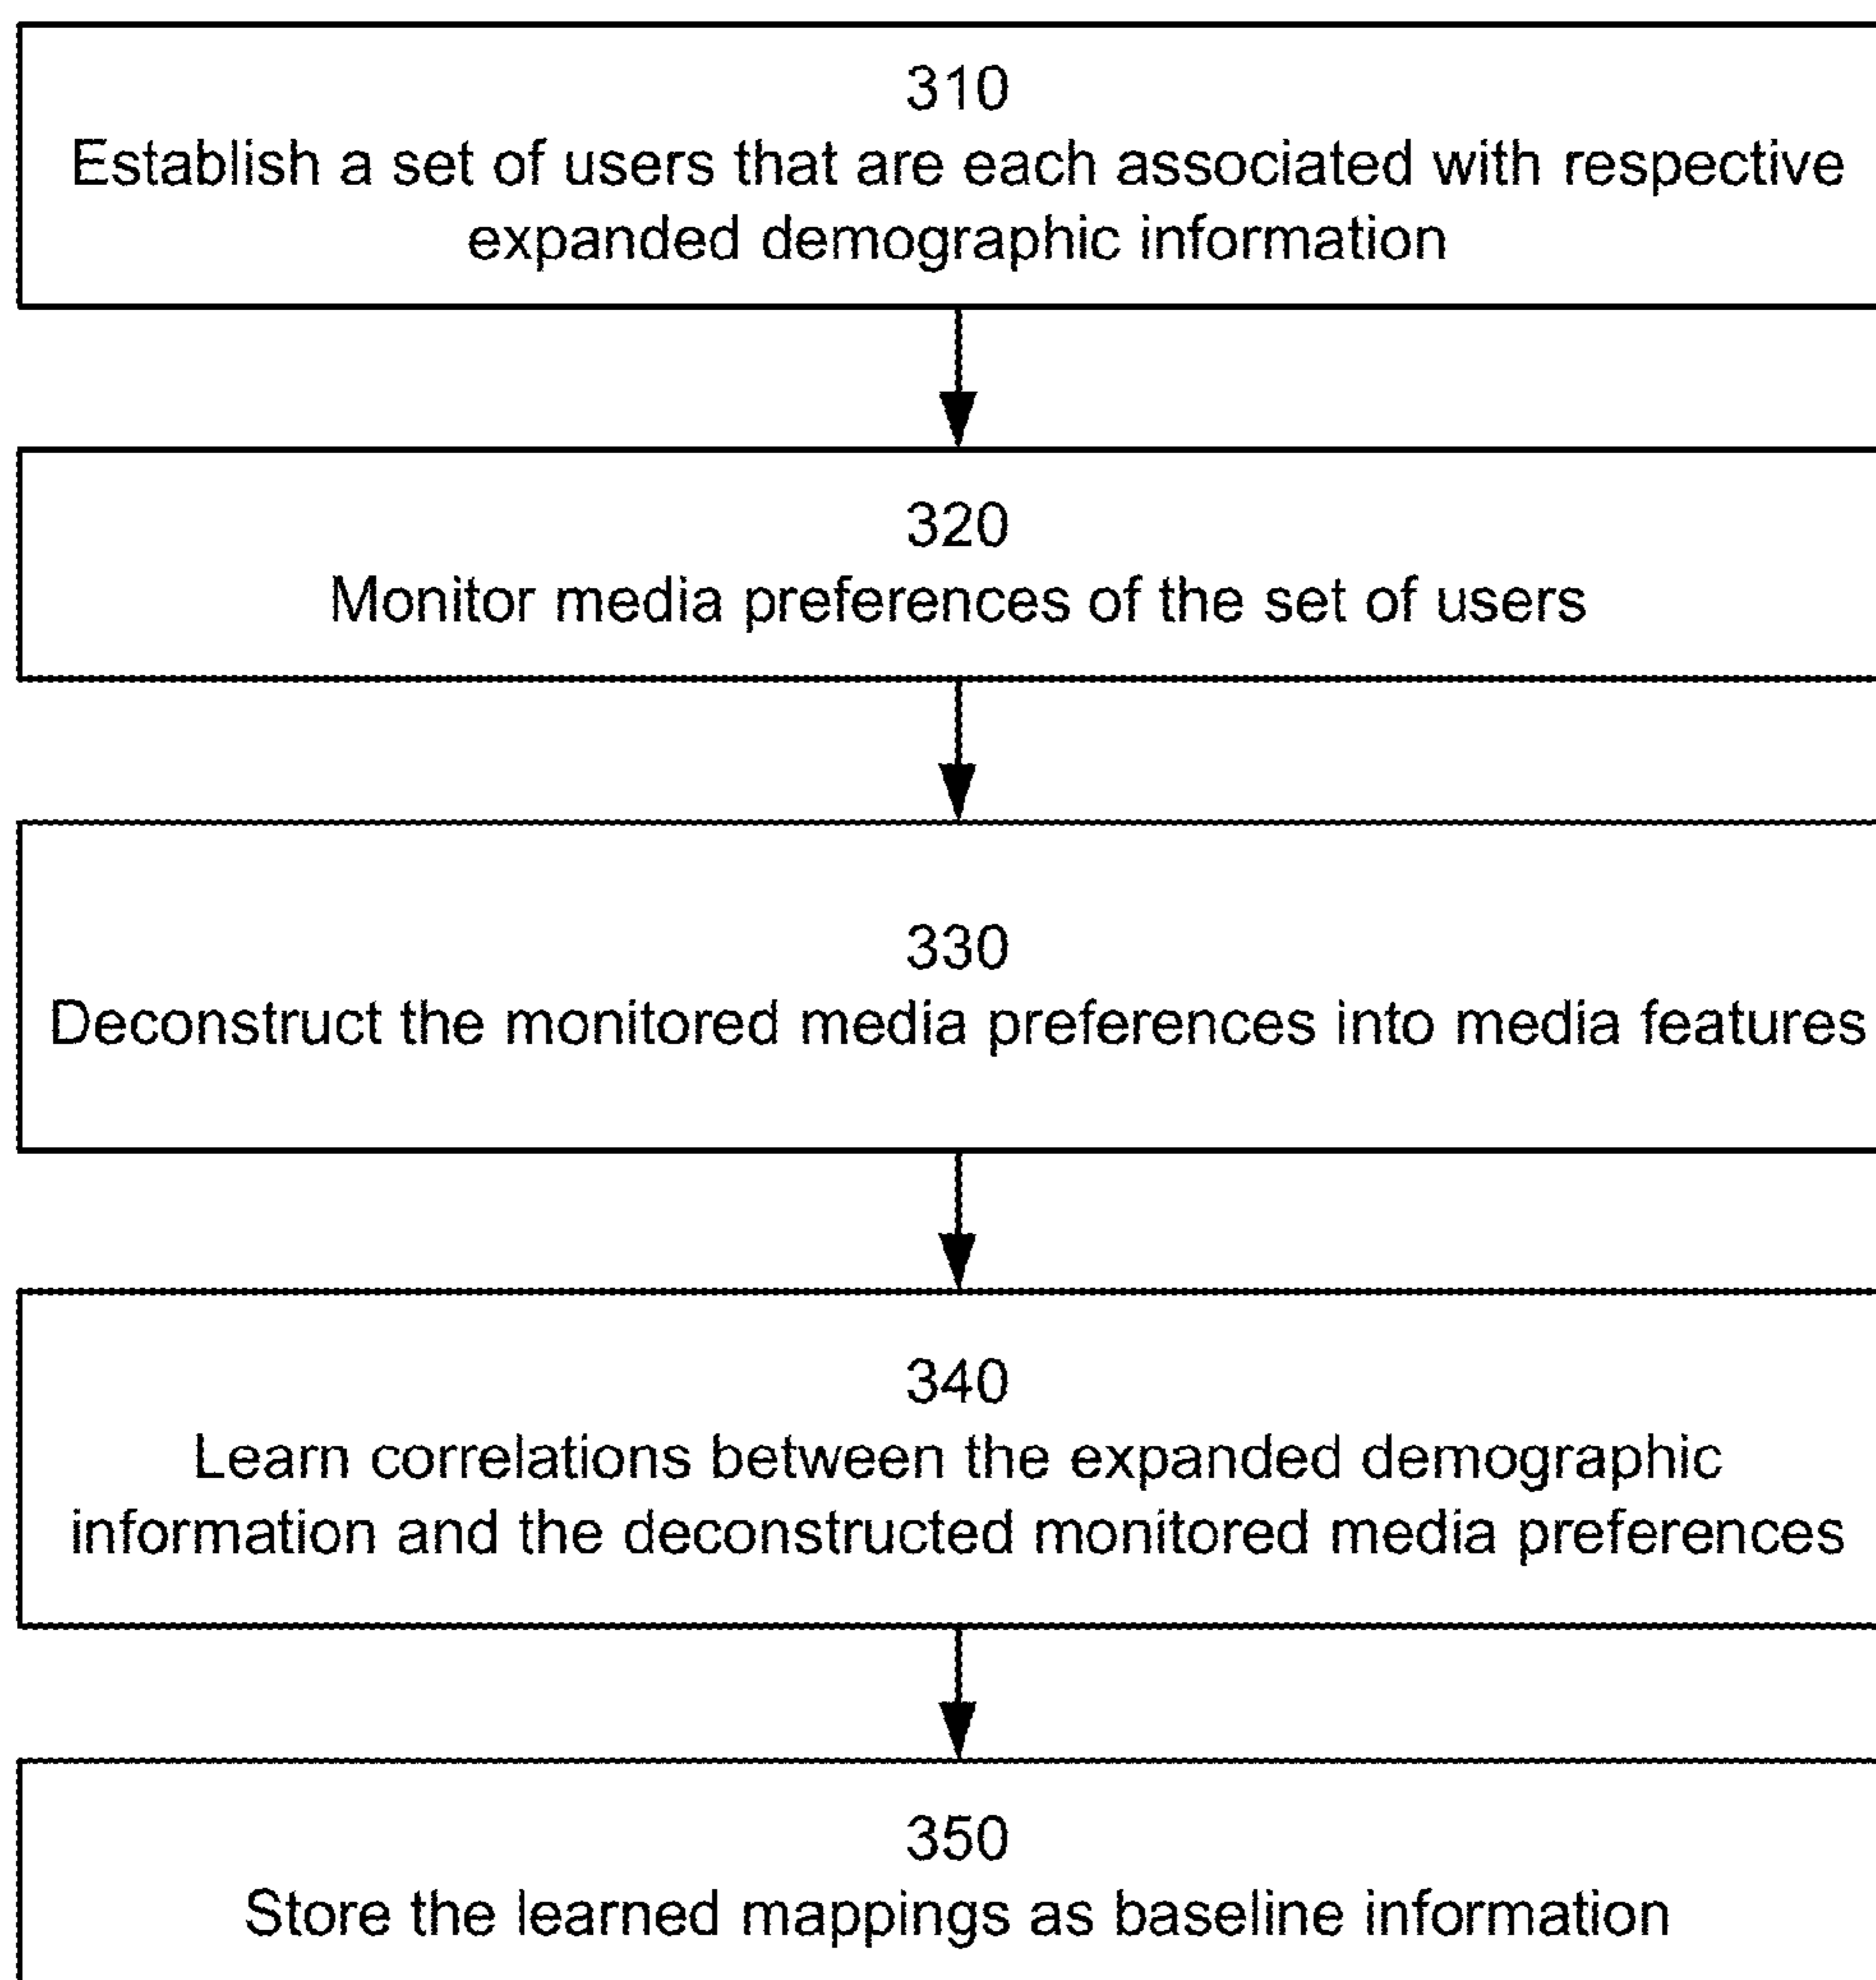 310
Establish a set of users that are each associated with respective
expanded demographic information
320
Monitor media preferences of the set of users
330
Deconstruct the monitored media preferences into media features
340
Learn correlations between the expanded demographic
information and the deconstructed monitored media preferences
350
Store the learned mappings as baseline information